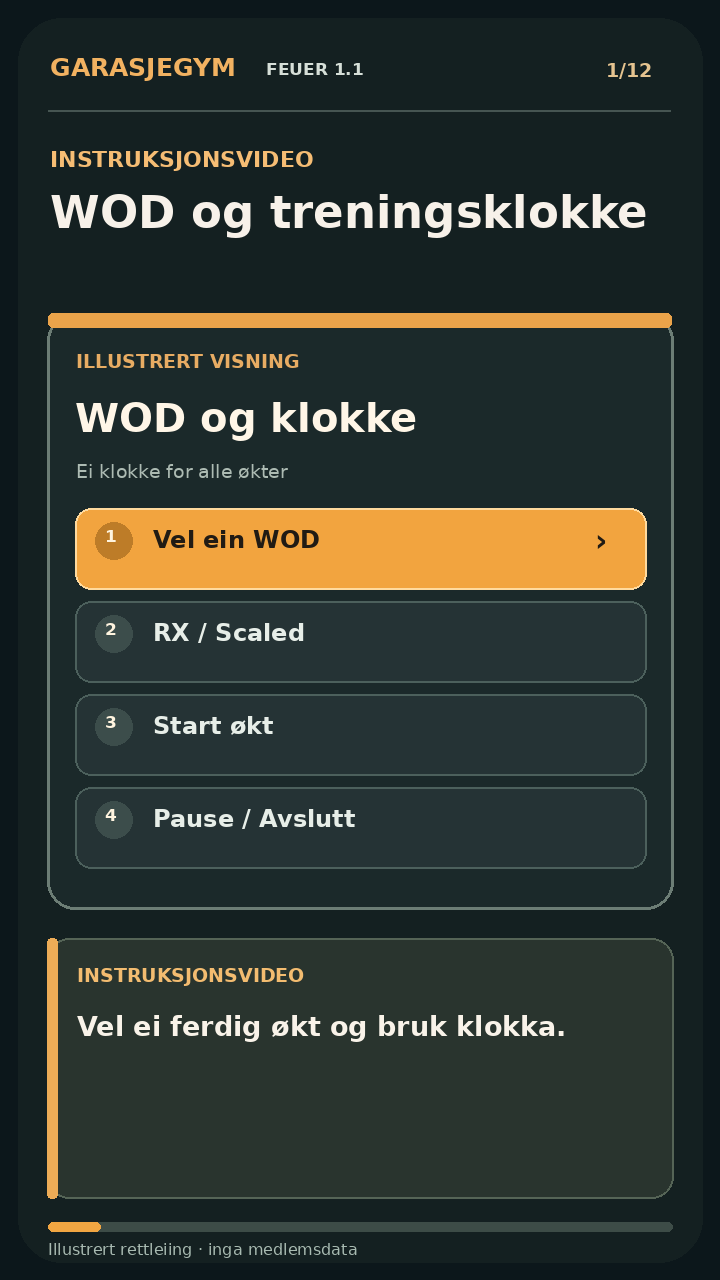 GARASJEGYM FEUER 1.1 1/12
INSTRUKSJONSVIDEO
WOD og treningsklokke
ILLUSTRERT VISNING
WOD og klokke
Ei klokke for alle økter
1 Vel ein WOD ›
2 RX / Scaled
3 Start økt
4 Pause / Avslutt
INSTRUKSJONSVIDEO
Vel ei ferdig økt og bruk klokka.
Illustrert rettleiing · inga medlemsdata